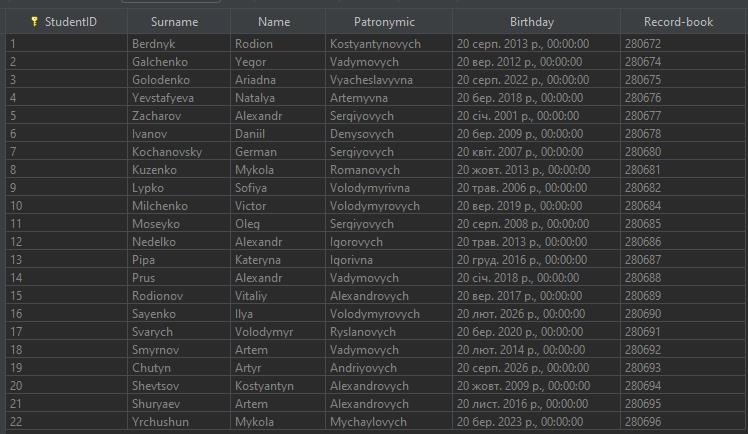 StudentID Surname Name Patronymic Birthday Record-book
1 Berdnyk Rodion Kostyantynovych 20 серп. 2013 р., 00:00:00 280672
2 Galchenko Yegor Vadymovych 20 вер. 2012 р., 00:00:00 280674
3 Golodenko Ariadna Vyacheslavyvna 20 серп. 2022 р., 00:00:00 280675
4 Yevstafyeva Natalya Artemyvna 20 бер. 2018 р., 00:00:00 280676
5 Zacharov Alexandr Sergiyovych 20 січ. 2001 р., 00:00:00 280677
6 Ivanov Daniil Denysovych 20 бер. 2009 р., 00:00:00 280678
7 Kochanovsky German Sergiyovych 20 квіт. 2007 р., 00:00:00 280680
8 Kuzenko Mykola Romanovych 20 жовт. 2013 р., 00:00:00 280681
9 Lypko Sofiya Volodymyrivna 20 трав. 2006 р., 00:00:00 280682
10 Milchenko Victor Volodymyrovych 20 вер. 2019 р., 00:00:00 280684
11 Moseyko Oleg Sergiyovych 20 серп. 2008 р., 00:00:00 280685
12 Nedelko Alexandr Igorovych 20 трав. 2013 р., 00:00:00 280686
13 Pipa Kateryna Igorivna 20 груд. 2016 р., 00:00:00 280687
14 Prus Alexandr Vadymovych 20 січ. 2018 р., 00:00:00 280688
15 Rodionov Vitaliy Alexandrovych 20 вер. 2017 р., 00:00:00 280689
16 Sayenko Ilya Volodymyrovych 20 лют. 2026 р., 00:00:00 280690
17 Svarych Volodymyr Ryslanovych 20 бер. 2020 р., 00:00:00 280691
18 Smyrnov Artem Vadymovych 20 лют. 2014 р., 00:00:00 280692
19 Chutyn Artyr Andriyovych 20 серп. 2026 р., 00:00:00 280693
20 Shevtsov Kostyantyn Alexandrovych 20 жовт. 2009 р., 00:00:00 280694
21 Shuryaev Artem Alexandrovych 20 лист. 2016 р., 00:00:00 280695
22 Yrchushun Mykola Mychaylovych 20 бер. 2023 р., 00:00:00 280696